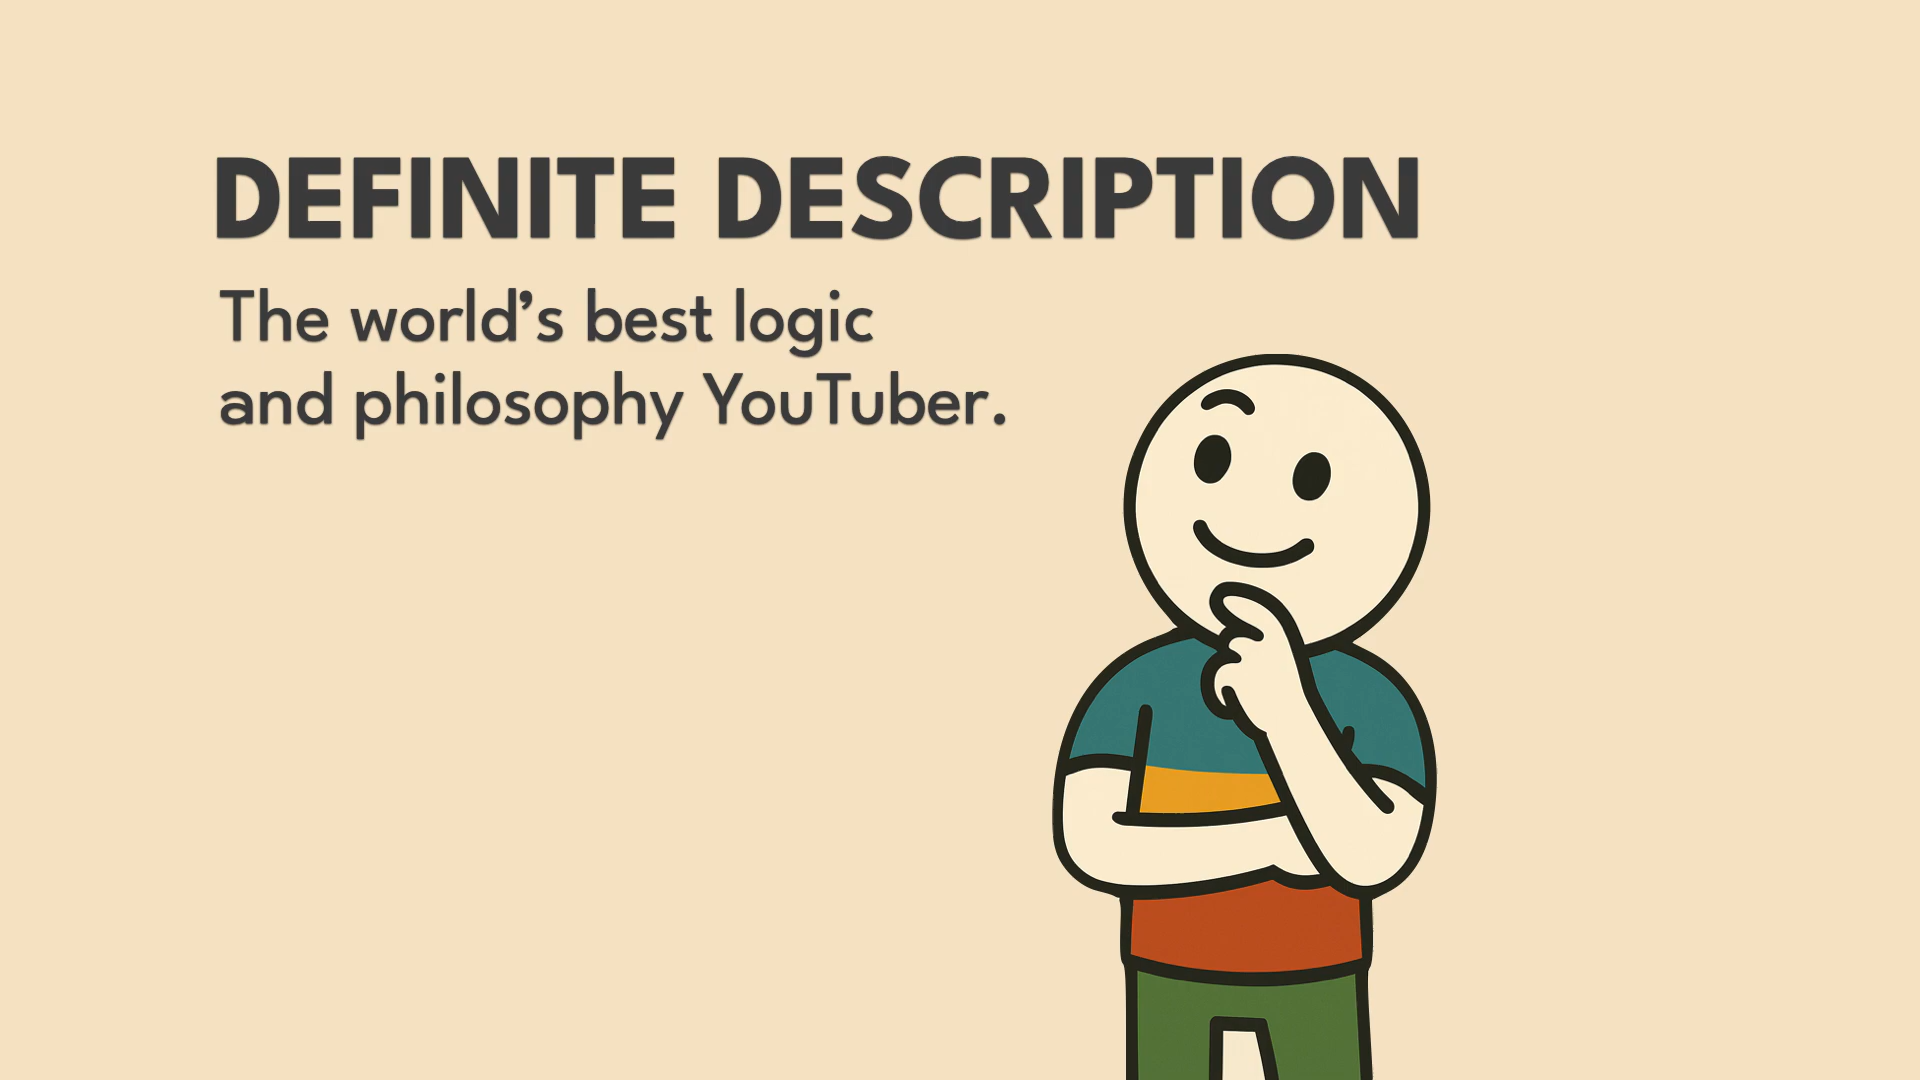 DEFINITE DESCRIPTION
The world’s best logic
and philosophy YouTuber.